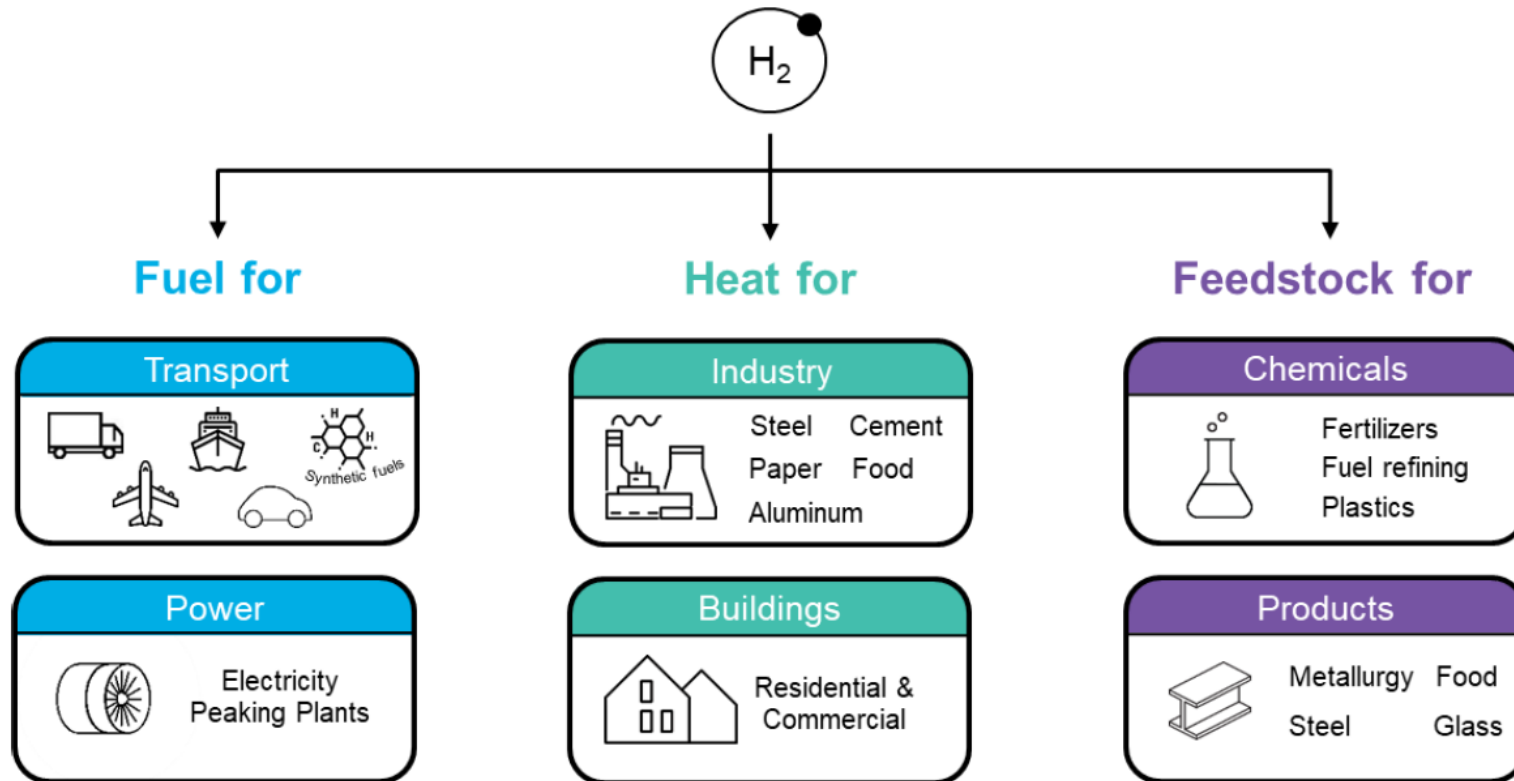 H₂
Fuel for
Heat for
Feedstock for
Transport
H
C
H
Synthetic fuels
Industry
Steel Cement
Paper Food
Aluminum
Chemicals
Fertilizers
Fuel refining
Plastics
Power
Electricity
Peaking Plants
Buildings
Residential &
Commercial
Products
Metallurgy Food
Steel Glass